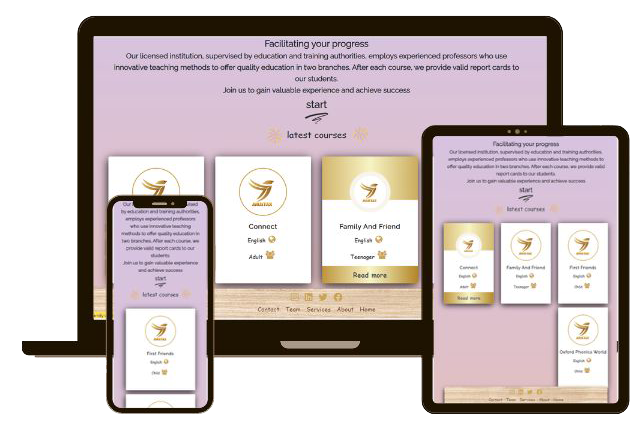 Facilitating your progress
Our licensed institution, supervised by education and training authorities, employs experienced professors who use
innovative teaching methods to offer quality education in two branches. After each course, we provide valid report cards to
our students.
Join us to gain valuable experience and achieve success
start
latest courses
Connect
English
Adult
Family And Friend
English
Teenager
Read more
Contact Team Services About Home
by education and training authorities,
employs experienced professors
who use innovative teaching
methods to offer quality education in
two branches. After each course, we
provide valid report cards to our
students.
Join us to gain valuable experience
and achieve success
start
latest courses
First Friends
English
Child
Facilitating your progress
Our licensed institution, supervised by education and training authorities,
employs experienced professors who use innovative teaching methods to
offer quality education in two branches. After each course, we provide valid
report cards to our students.
Join us to gain valuable experience and achieve success
start
latest courses
Connect
English
Adult
Read more
Family And Friend
English
Teenager
First Friends
English
Child
Oxford Phonics World
English
Child
Contact Team Services About Home